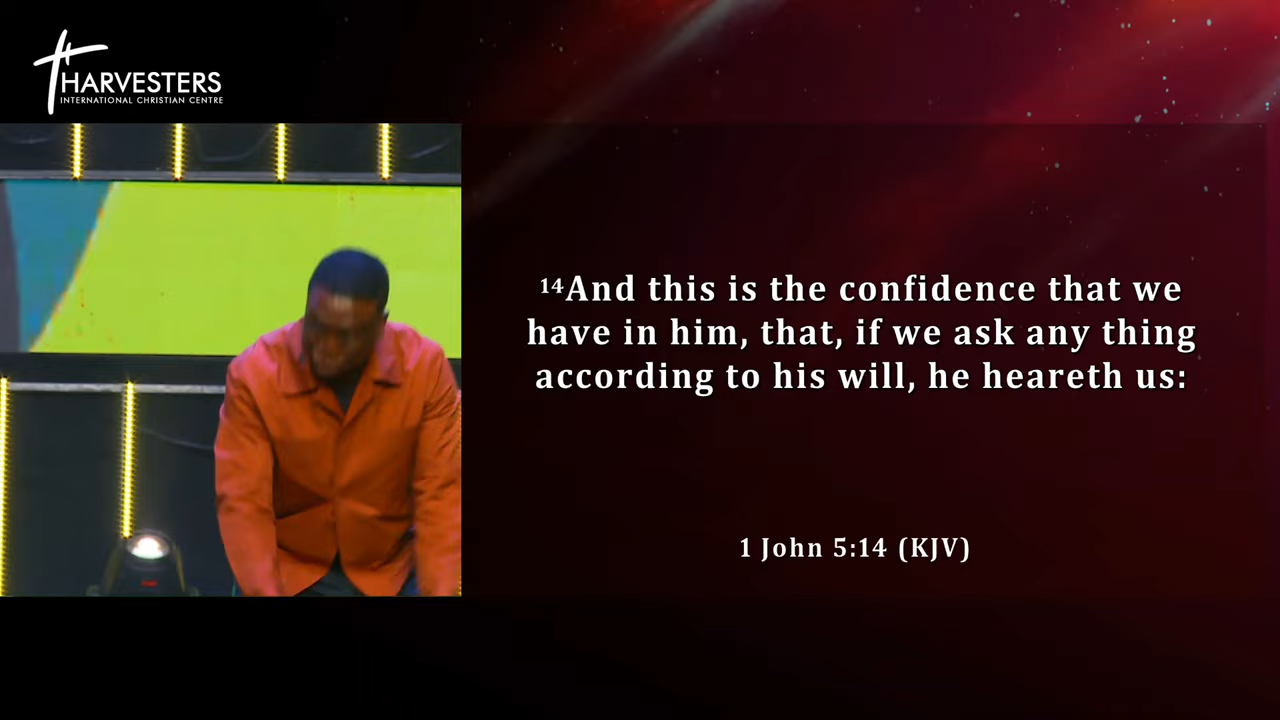 HARVESTERS
INTERNATIONAL CHRISTIAN CENTRE
14And this is the confidence that we
have in him, that, if we ask any thing
according to his will, he heareth us:
1 John 5:14 (KJV)